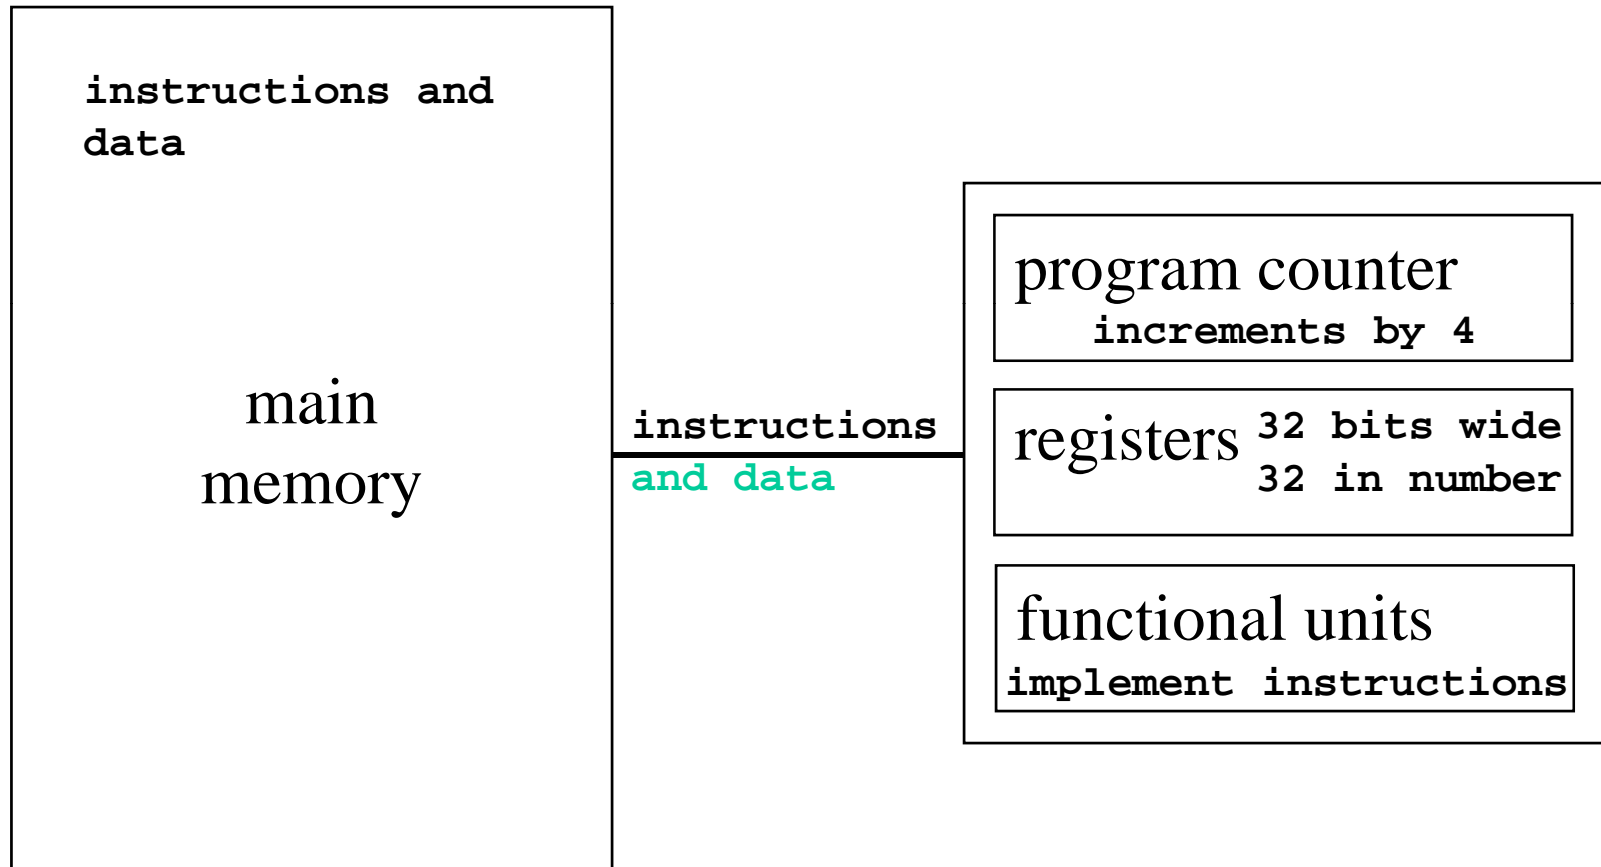 instructions and
data
main
memory
instructions
and data
program counter
increments by 4
registers 32 bits wide
32 in number
functional units
implement instructions